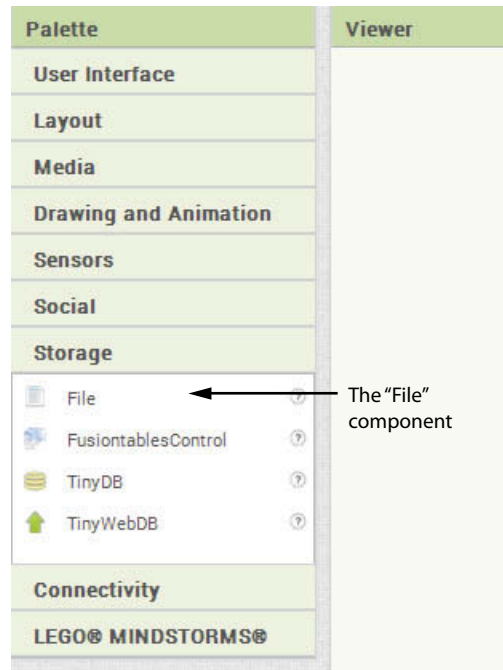 Palette
Viewer
User Interface
Layout
Media
Drawing and Animation
Sensors
Social
Storage
File
?
The "File"
component
FusiontablesControl
?
TinyDB
?
TinyWebDB
?
Connectivity
LEGO® MINDSTORMS®